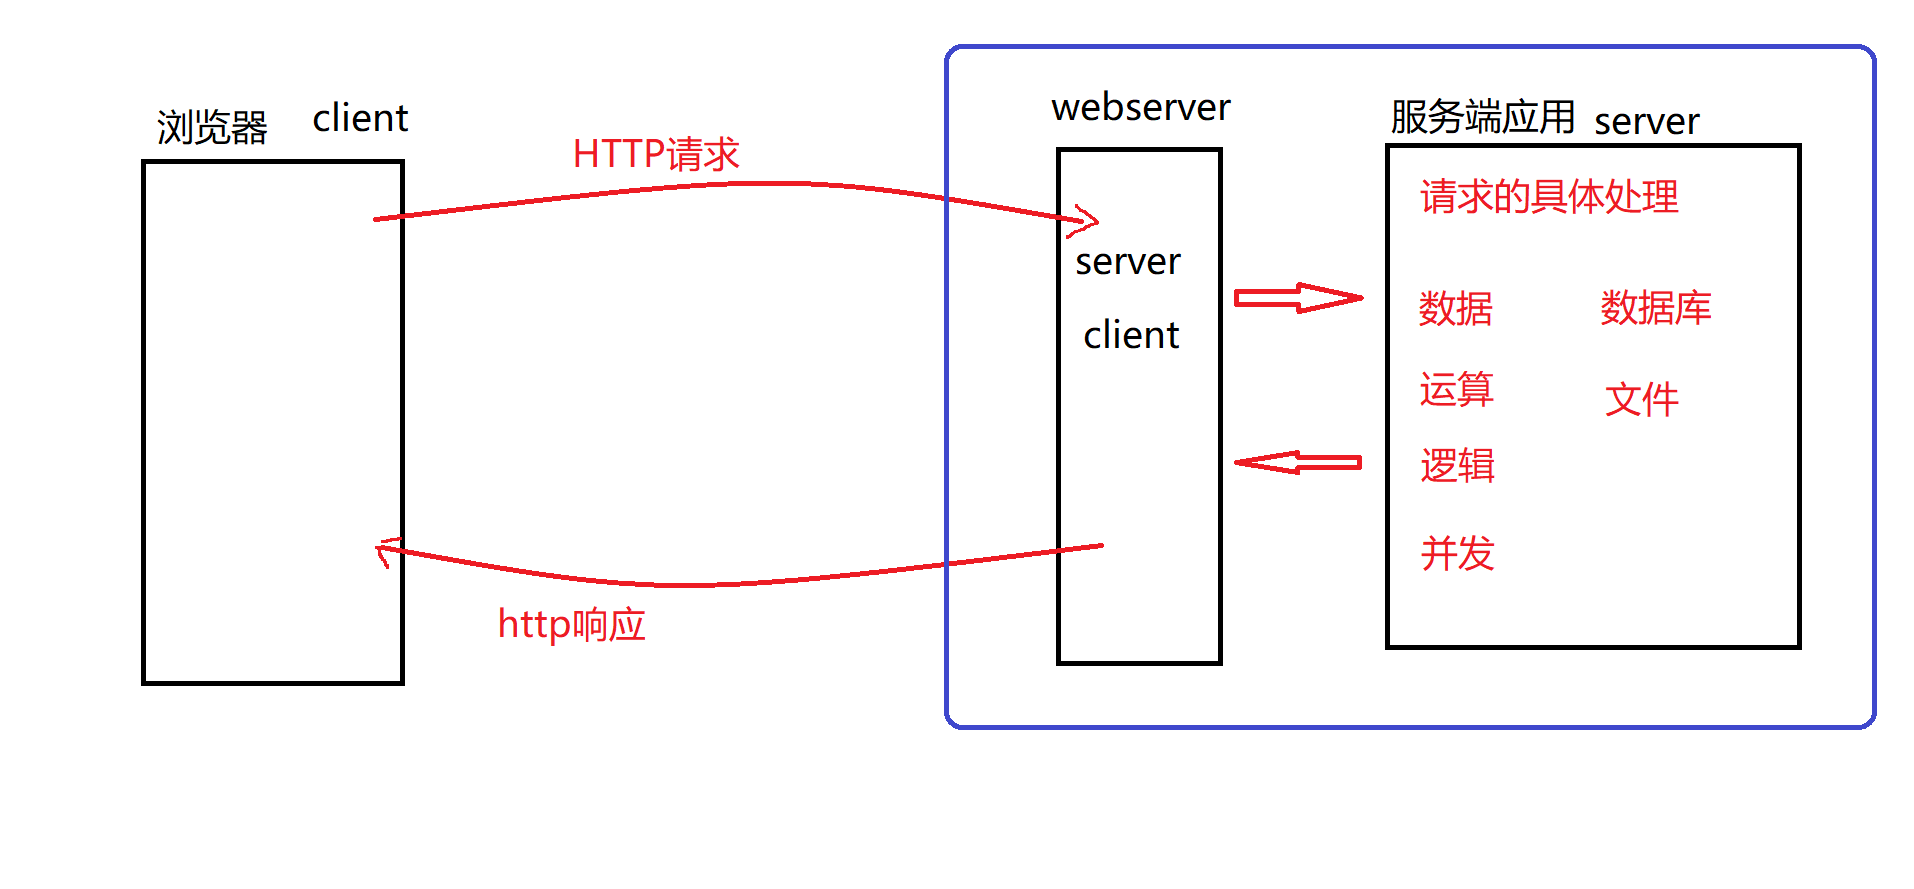 浏览器 client
HTTP请求
http响应
webserver
server
client
服务端应用 server
请求的具体处理
数据 数据库
运算 文件
逻辑
并发